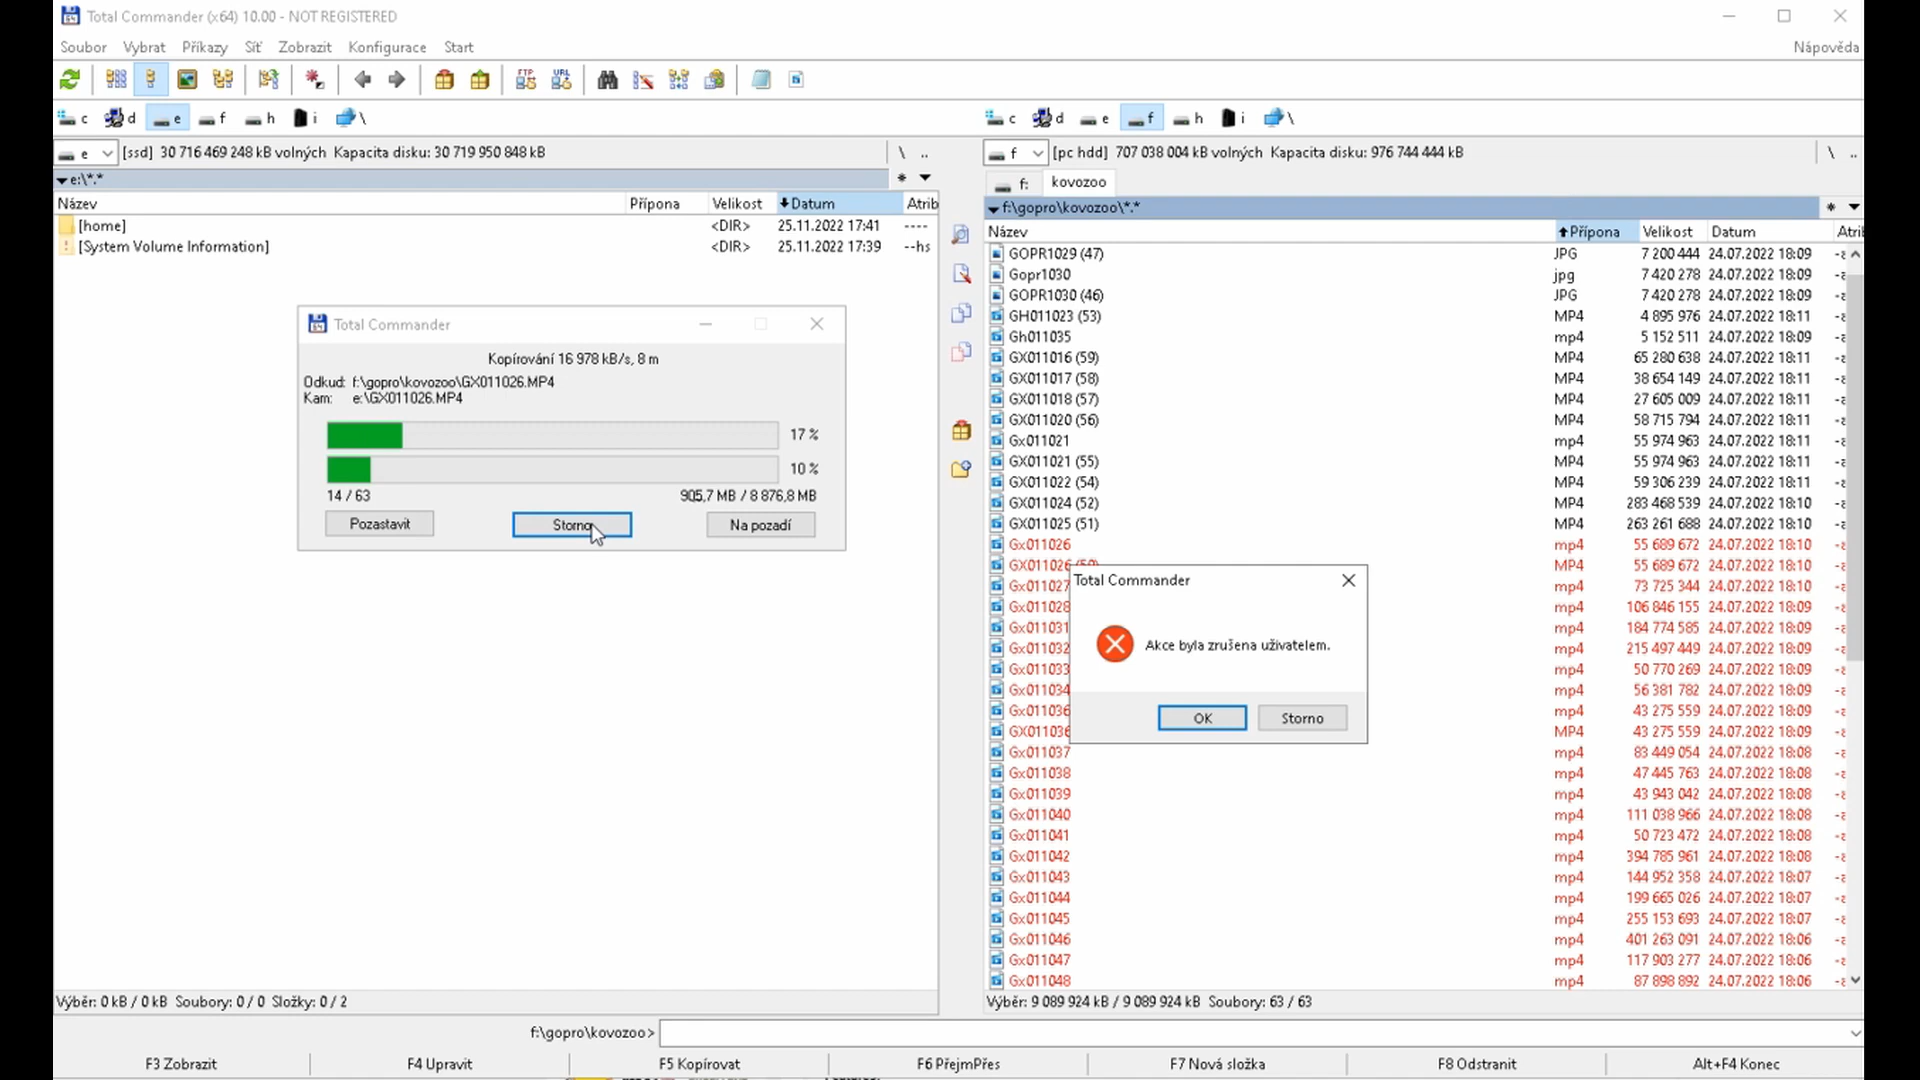 Total Commander (x64) 10.00 - NOT REGISTERED
Soubor Vybrat Příkazy Síť Zobrazit Konfigurace Start Nápověda
FTP URL
c d e f h i \ c d e f h i \
e [ssd] 30 716 469 248 kB volných Kapacita disku: 30 719 950 848 kB \ ..
f [pc hdd] 707 038 004 kB volných Kapacita disku: 976 744 444 kB \ ..
e:\*.* * 
f: kovozoo
f:\gopro\kovozoo\*.* *
Název Přípona Velikost Datum Atrib
[home] <DIR> 25.11.2022 17:41 ----
[System Volume Information] <DIR> 25.11.2022 17:39 --hs
Total Commander
Kopírování 16 978 kB/s, 8 m
Odkud: f:\gopro\kovozoo\GX011026.MP4
Kam: e:\GX011026.MP4
17 %
10 %
14 / 63 905,7 MB / 8 876,8 MB
Pozastavit Storno Na pozadí
Výběr: 0 kB / 0 kB Soubory: 0 / 0 Složky: 0 / 2
Název Přípona Velikost Datum
GOPR1029 (47) JPG 7 200 444 24.07.2022 18:09
Gopr1030 jpg 7 420 278 24.07.2022 18:09
GOPR1030 (46) JPG 7 420 278 24.07.2022 18:09
GH011023 (53) MP4 4 895 976 24.07.2022 18:11
Gh011035 mp4 5 152 511 24.07.2022 18:09
GX011016 (59) MP4 65 280 638 24.07.2022 18:11
GX011017 (58) MP4 38 654 149 24.07.2022 18:11
GX011018 (57) MP4 27 605 009 24.07.2022 18:11
GX011020 (56) MP4 58 715 794 24.07.2022 18:11
Gx011021 mp4 55 974 963 24.07.2022 18:11
GX011021 (55) MP4 55 974 963 24.07.2022 18:11
GX011022 (54) MP4 59 306 239 24.07.2022 18:11
GX011024 (52) MP4 283 468 539 24.07.2022 18:10
GX011025 (51) MP4 263 261 688 24.07.2022 18:10
Gx011026 mp4 55 689 672 24.07.2022 18:10
GX011026 MP4 55 689 672 24.07.2022 18:10
Gx011027 mp4 73 725 344 24.07.2022 18:10
Gx011028 mp4 106 846 155 24.07.2022 18:09
Gx011031 mp4 184 774 585 24.07.2022 18:09
Gx011032 mp4 215 497 449 24.07.2022 18:09
Gx011033 mp4 50 770 269 24.07.2022 18:09
Gx011034 mp4 56 381 782 24.07.2022 18:09
Gx011036 mp4 43 275 559 24.07.2022 18:09
GX011036 MP4 43 275 559 24.07.2022 18:09
Gx011037 mp4 83 449 054 24.07.2022 18:08
Gx011038 mp4 47 445 763 24.07.2022 18:08
Gx011039 mp4 43 943 042 24.07.2022 18:08
Gx011040 mp4 111 038 966 24.07.2022 18:08
Gx011041 mp4 50 723 472 24.07.2022 18:08
Gx011042 mp4 394 785 961 24.07.2022 18:08
Gx011043 mp4 144 952 358 24.07.2022 18:07
Gx011044 mp4 199 665 026 24.07.2022 18:07
Gx011045 mp4 255 153 693 24.07.2022 18:07
Gx011046 mp4 401 263 091 24.07.2022 18:06
Gx011047 mp4 117 903 277 24.07.2022 18:06
Gx011048 mp4 87 898 892 24.07.2022 18:06
Total Commander
Akce byla zrušena uživatelem.
OK Storno
Výběr: 9 089 924 kB / 9 089 924 kB Soubory: 63 / 63
f:\gopro\kovozoo>
F3 Zobrazit F4 Upravit F5 Kopírovat F6 PřejmPřes F7 Nová složka F8 Odstranit Alt+F4 Konec